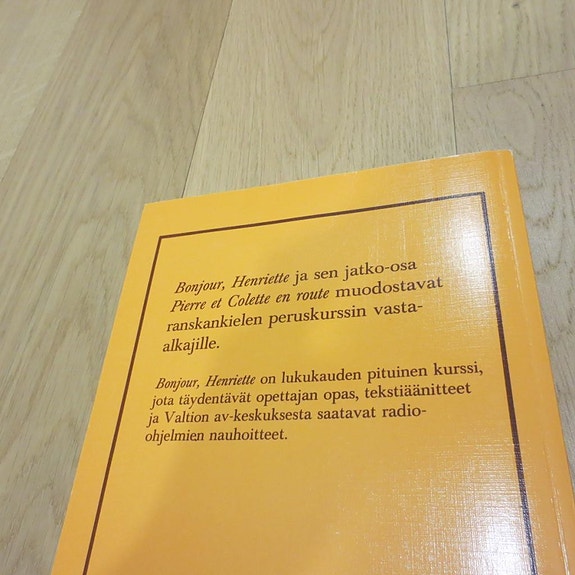 Bonjour, Henriette ja sen jatko-osa
Pierre et Colette en route muodostavat
ranskankielen peruskurssin vasta-
alkajille.
Bonjour, Henriette on lukukauden pituinen kurssi,
jota täydentävät opettajan opas, tekstiäänitteet
ja Valtion av-keskuksesta saatavat radio-
ohjelmien nauhoitteet.